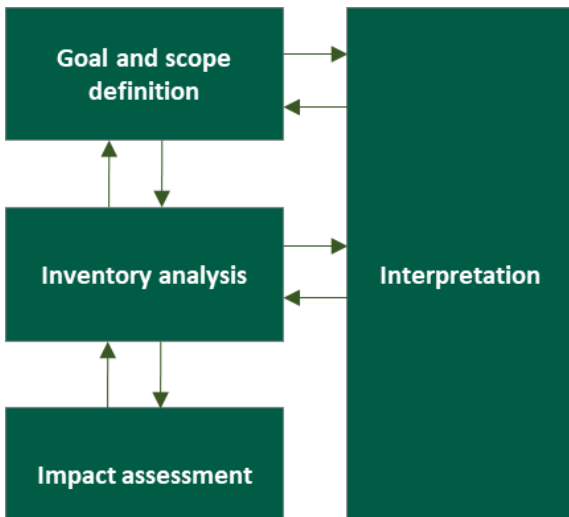 Goal and scope
definition
Inventory analysis
Interpretation
Impact assessment